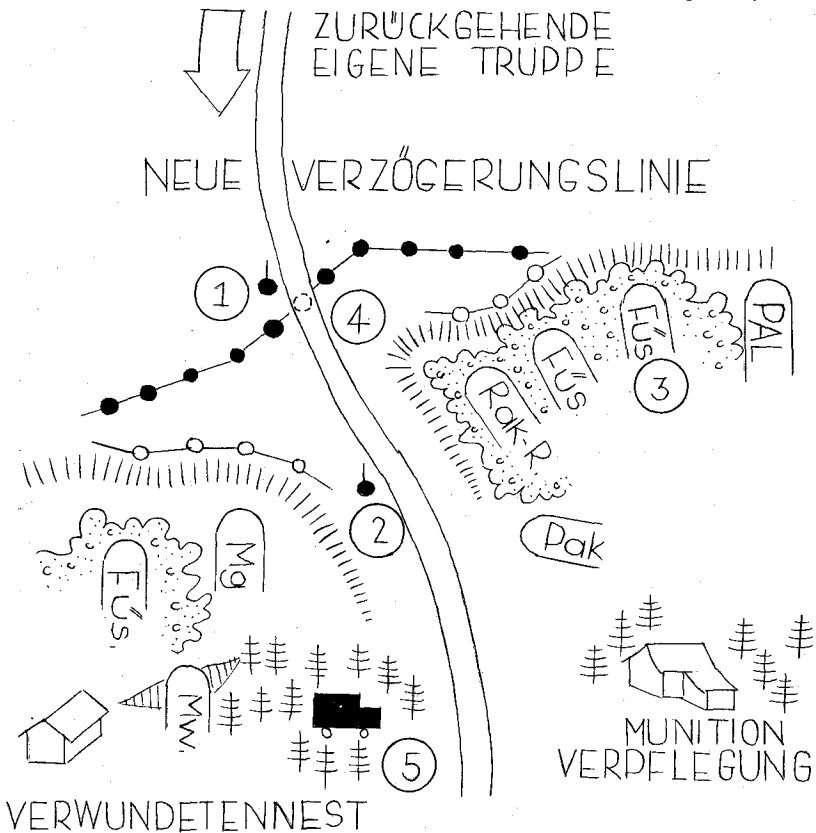 ZURÜCKGEHENDE
EIGENE TRUPPE
NEUE VERZÖGERUNGSLINIE
1
4
Füs
PAL
Füs
3
Rak-R
2
Pak
Mg
Füs.
Mw.
5
MUNITION
VERPFLEGUNG
VERWUNDETENNEST